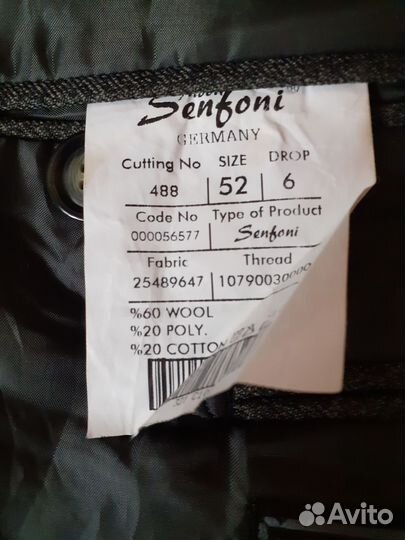 Senfoni ®
GERMANY
Cutting No SIZE DROP
488 52 6
Code No Type of Product
000056577 Senfoni
Fabric Thread
25489647 10790030000
%60 WOOL
%20 POLY.
%20 COTTON
Avito